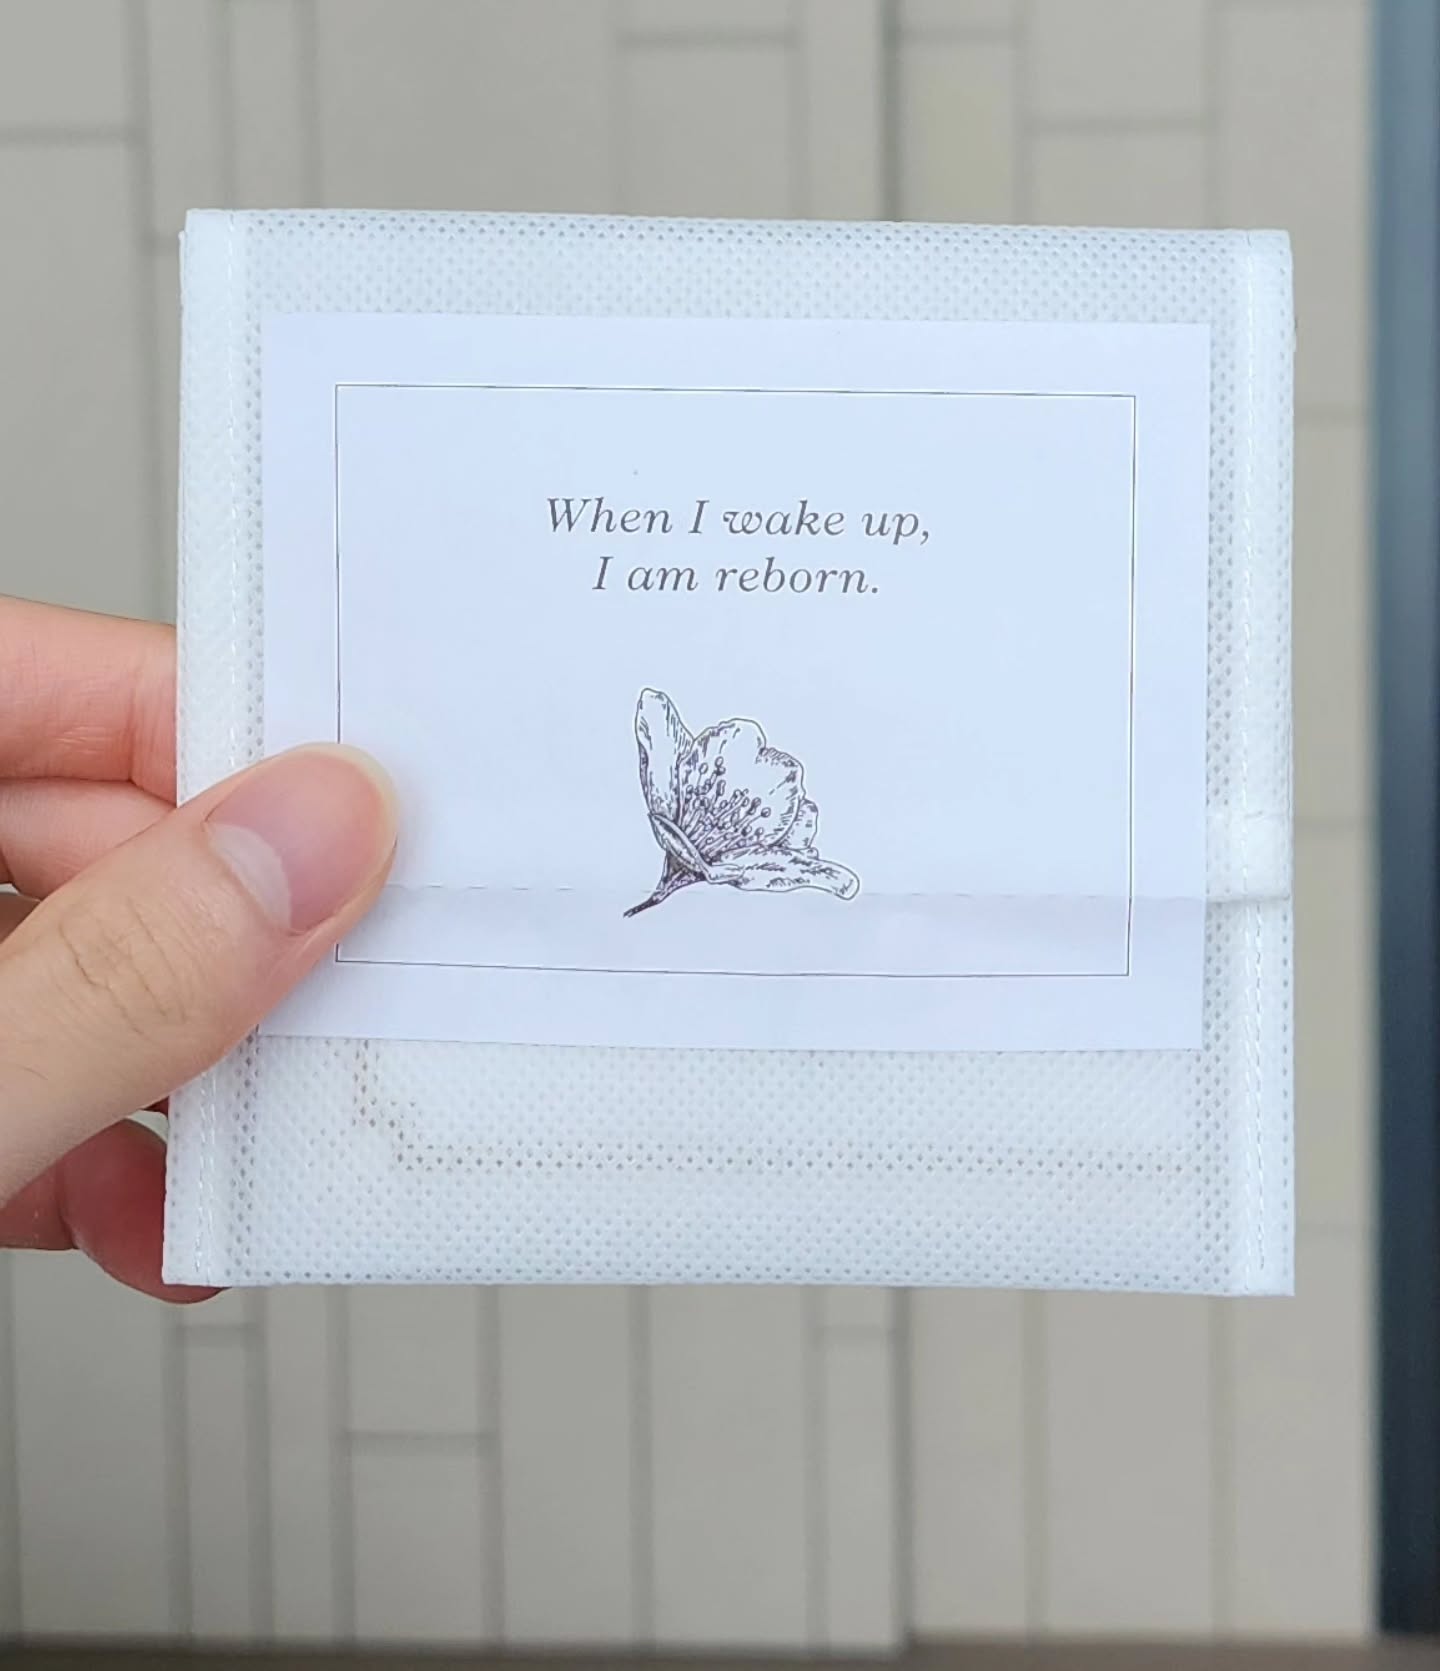 When I wake up,
I am reborn.